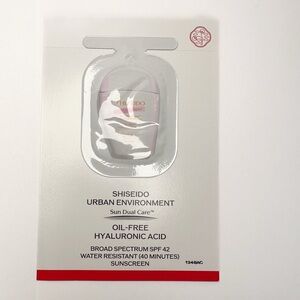 SHISEIDO
SHISEIDO
URBAN ENVIRONMENT
Sun Dual Care™
OIL-FREE
HYALURONIC ACID
BROAD SPECTRUM SPF 42
WATER RESISTANT (40 MINUTES)
SUNSCREEN